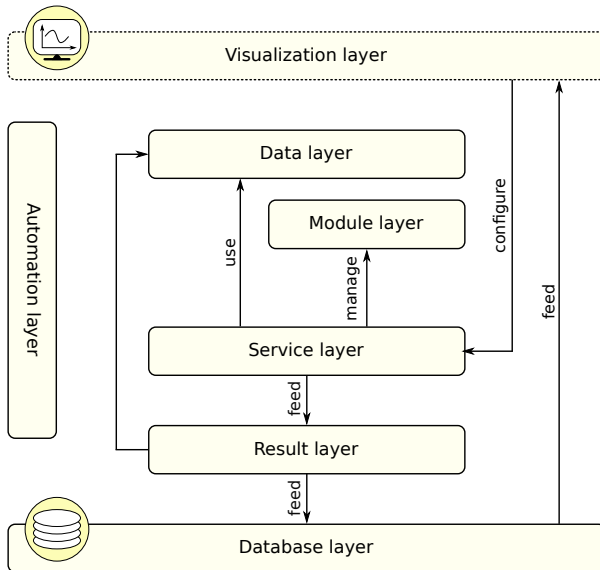 Visualization layer
Data layer
Module layer
Automation layer
use
manage
configure
feed
Service layer
feed
Result layer
feed
Database layer